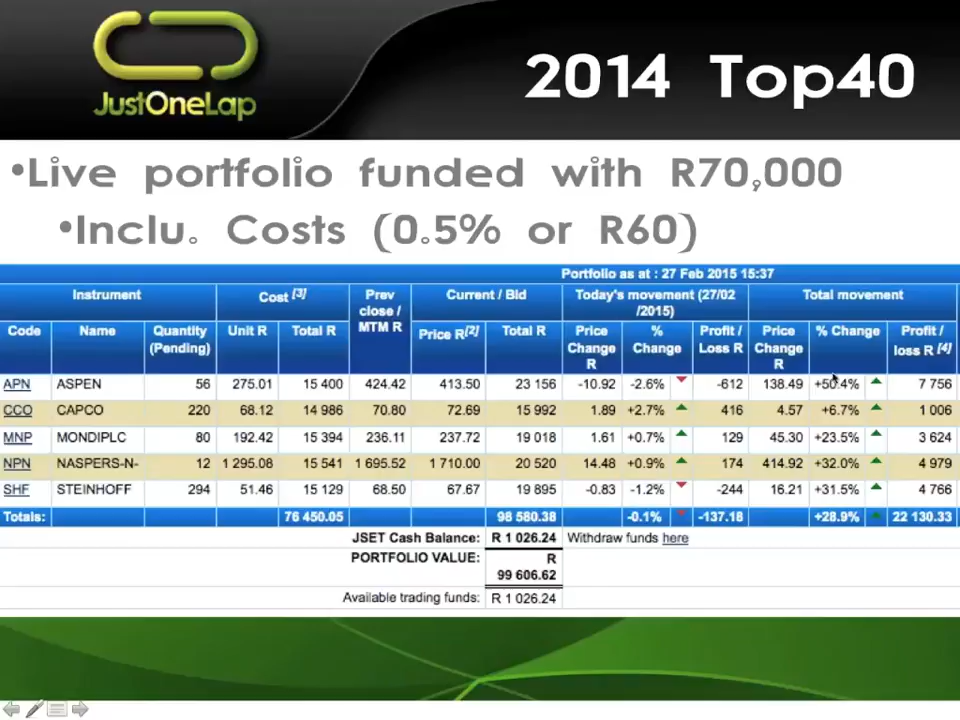 JustOneLap
2014 Top40
•Live portfolio funded with R70,000
•Inclu. Costs (0.5% or R60)
Portfolio as at : 27 Feb 2015 15:37
Instrument Cost [3] Prev close / MTM R Current / Bid Today's movement (27/02 /2015) Total movement
Code Name Quantity (Pending) Unit R Total R Price R[2] Total R Price Change R % Change Profit / Loss R Price Change R % Change Profit / loss R [4]
APN ASPEN 56 275.01 15 400 424.42 413.50 23 156 -10.92 -2.6% -612 138.49 +50.4% 7 756
CCO CAPCO 220 68.12 14 986 70.80 72.69 15 992 1.89 +2.7% 416 4.57 +6.7% 1 006
MNP MONDIPLC 80 192.42 15 394 236.11 237.72 19 018 1.61 +0.7% 129 45.30 +23.5% 3 624
NPN NASPERS-N- 12 1 295.08 15 541 1 695.52 1 710.00 20 520 14.48 +0.9% 174 414.92 +32.0% 4 979
SHF STEINHOFF 294 51.46 15 129 68.50 67.67 19 895 -0.83 -1.2% -244 16.21 +31.5% 4 766
Totals: 76 450.05 98 580.38 -0.1% -137.18 +28.9% 22 130.33
JSET Cash Balance: R 1 026.24 Withdraw funds here
PORTFOLIO VALUE: R
99 606.62
Available trading funds: R 1 026.24